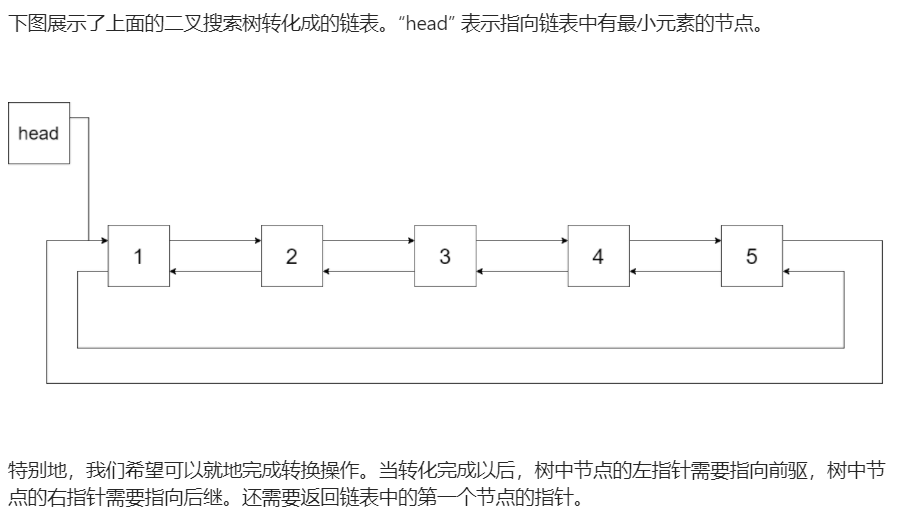 下图展示了上面的二叉搜索树转化成的链表。“head” 表示指向链表中有最小元素的节点。
head
1
2
3
4
5
特别地，我们希望可以就地完成转换操作。当转化完成以后，树中节点的左指针需要指向前驱，树中节
点的右指针需要指向后继。还需要返回链表中的第一个节点的指针。